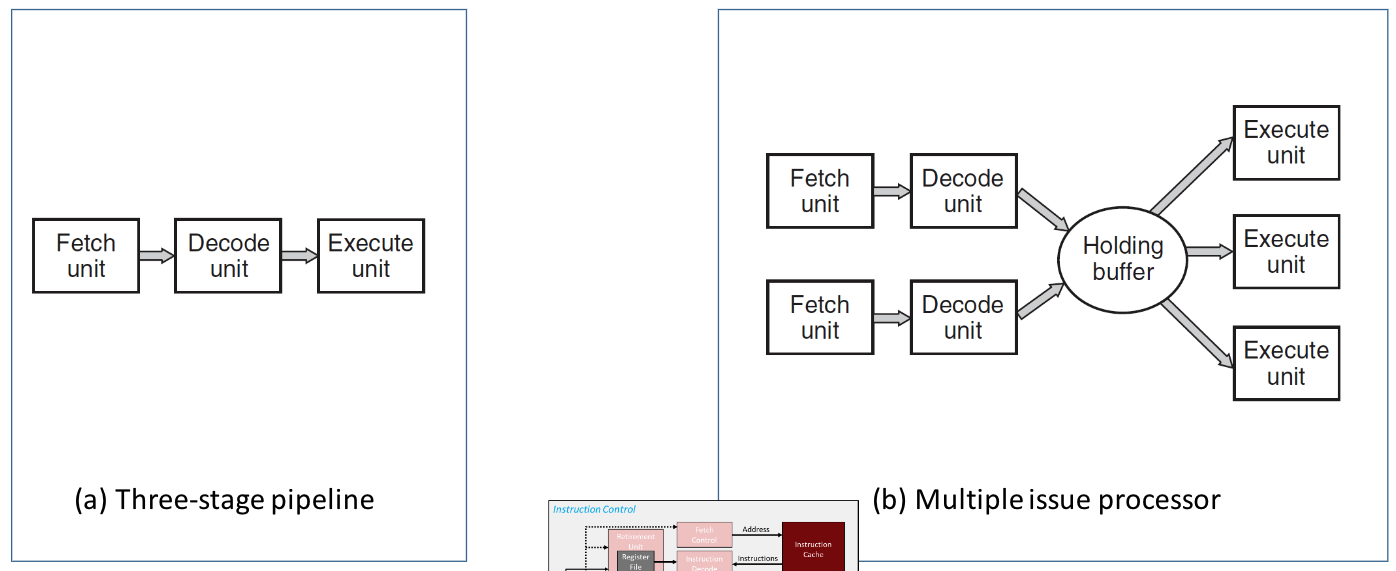 Fetch
unit
Decode
unit
Execute
unit
(a) Three-stage pipeline
Fetch
unit
Decode
unit
Fetch
unit
Decode
unit
Holding
buffer
Execute
unit
Execute
unit
Execute
unit
(b) Multiple issue processor
Instruction Control
Retirement
Unit
Register
File
Fetch
Control
Address
Instruction
Cache
Instruction
Decode
Instructions